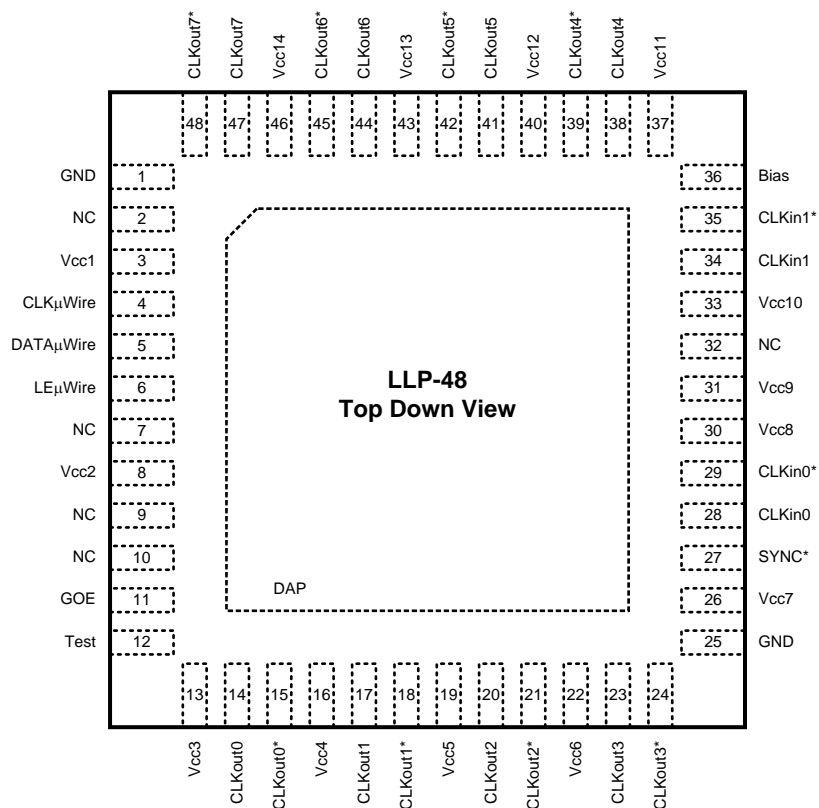 CLKout7*
CLKout7
Vcc14
CLKout6*
CLKout6
Vcc13
CLKout5*
CLKout5
Vcc12
CLKout4*
CLKout4
Vcc11
48
47
46
45
44
43
42
41
40
39
38
37
GND 1
NC 2
Vcc1 3
CLKμWire 4
DATAμWire 5
LEμWire 6
NC 7
Vcc2 8
NC 9
NC 10
GOE 11
Test 12
LLP-48
Top Down View
DAP
36 Bias
35 CLKin1*
34 CLKin1
33 Vcc10
32 NC
31 Vcc9
30 Vcc8
29 CLKin0*
28 CLKin0
27 SYNC*
26 Vcc7
25 GND
13
14
15
16
17
18
19
20
21
22
23
24
Vcc3
CLKout0
CLKout0*
Vcc4
CLKout1
CLKout1*
Vcc5
CLKout2
CLKout2*
Vcc6
CLKout3
CLKout3*